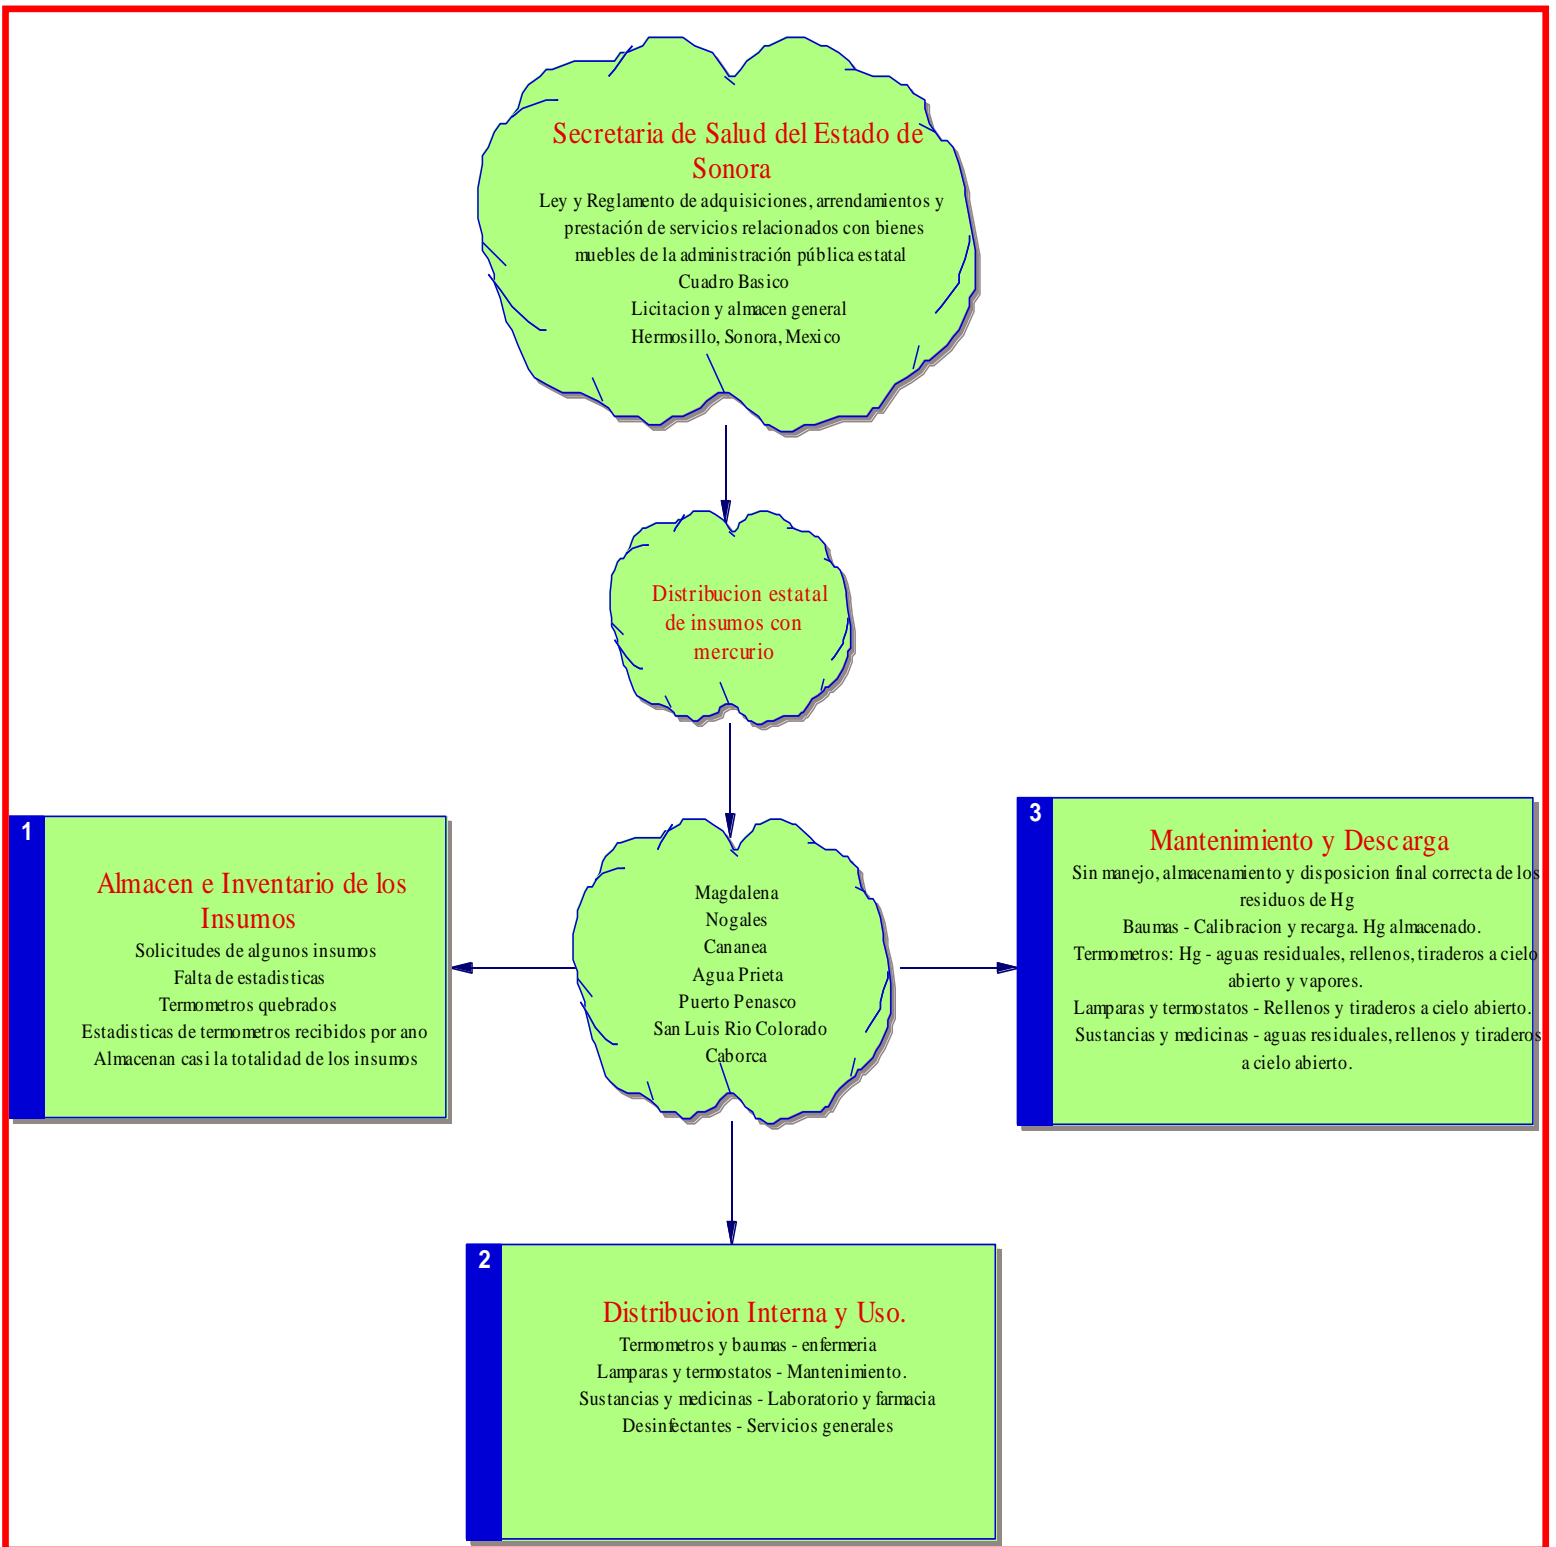 Secretaria de Salud del Estado de
Sonora
Ley y Reglamento de adquisiciones, arrendamientos y
prestación de servicios relacionados con bienes
muebles de la administración pública estatal
Cuadro Basico
Licitacion y almacen general
Hermosillo, Sonora, Mexico
Distribucion estatal
de insumos con
mercurio
Magdalena
Nogales
Cananea
Agua Prieta
Puerto Penasco
San Luis Rio Colorado
Caborca
1
Almacen e Inventario de los
Insumos
Solicitudes de algunos insumos
Falta de estadisticas
Termometros quebrados
Estadisticas de termometros recibidos por ano
Almacenan casi la totalidad de los insumos
2
Distribucion Interna y Uso.
Termometros y baumas - enfermeria
Lamparas y termostatos - Mantenimiento.
Sustancias y medicinas - Laboratorio y farmacia
Desinfectantes - Servicios generales
3
Mantenimiento y Descarga
Sin manejo, almacenamiento y disposicion final correcta de los
residuos de Hg
Baumas - Calibracion y recarga. Hg almacenado.
Termometros: Hg - aguas residuales, rellenos, tiraderos a cielo
abierto y vapores.
Lamparas y termostatos - Rellenos y tiraderos a cielo abierto.
Sustancias y medicinas - aguas residuales, rellenos y tiraderos
a cielo abierto.